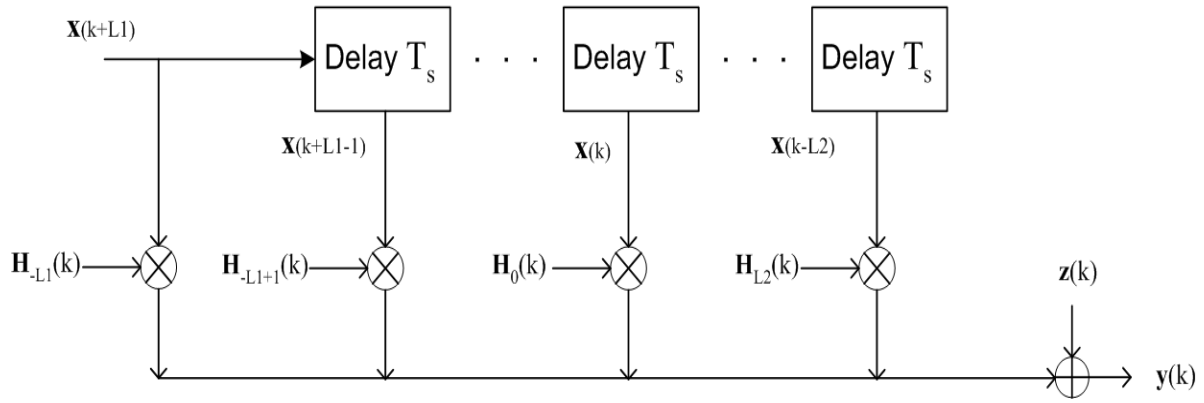 x(k+L1)
Delay T_s · · · Delay T_s · · · Delay T_s
x(k+L1-1) x(k) x(k-L2)
H_-L1(k) H_-L1+1(k) H_0(k) H_L2(k) z(k)
y(k)